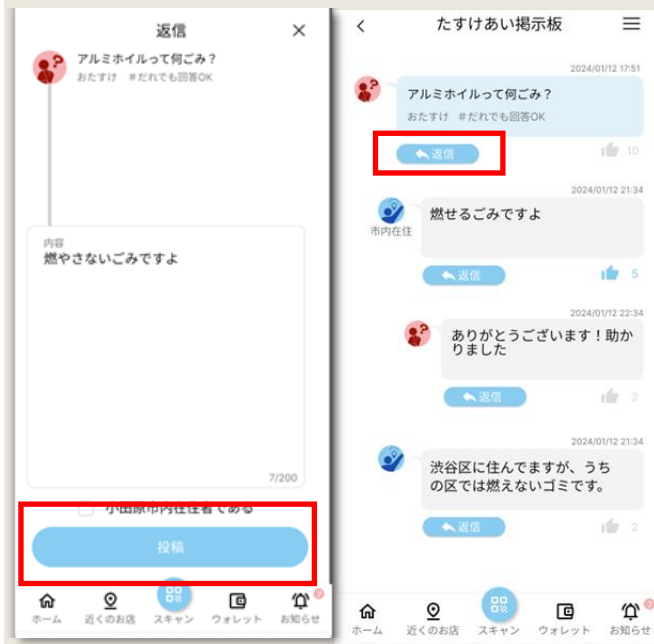 返信
アルミホイルって何ごみ？
おたすけ #だれでも回答OK
内容
燃やさないごみですよ
7/200
小田原市内在住者である
投稿
ホーム
近くのお店
スキャン
ウォレット
お知らせ
たすけあい掲示板
2024/01/12 17:51
アルミホイルって何ごみ？
おたすけ #だれでも回答OK
返信
10
2024/01/12 21:34
市内在住
燃せるごみですよ
返信
5
2024/01/12 22:34
ありがとうございます！助か
りました
返信
3
2024/01/12 21:34
渋谷区に住んでますが、うち
の区では燃えないゴミです。
返信
2
ホーム
近くのお店
スキャン
ウォレット
お知らせ